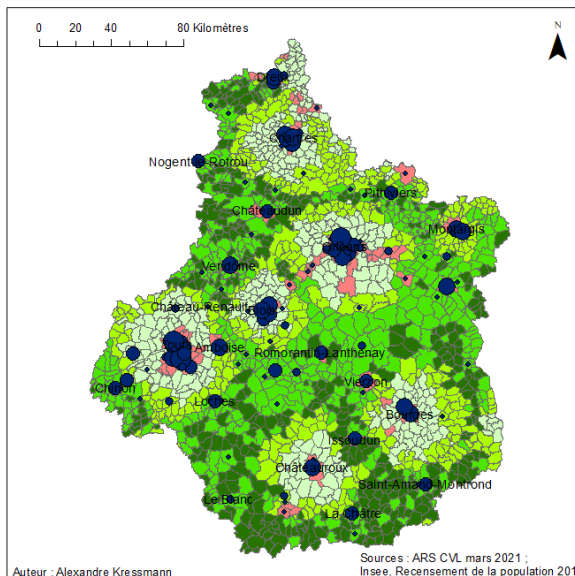 0 40 80 Kilomètres
N
Dreux
Chartres
Nogent-le-Rotrou
Pithiviers
Châteaudun
Montargis
Orléans
Vendôme
Château-Renault
Blois
Tours
Amboise
Romorantin-Lanthenay
Chinon
Vierzon
Loches
Bourges
Issoudun
Châteauroux
Saint-Amand-Montrond
Le Blanc
La Châtre
Sources : ARS CVL mars 2021 ;
Auteur : Alexandre Kressmann
Insee, Recensement de la population 201